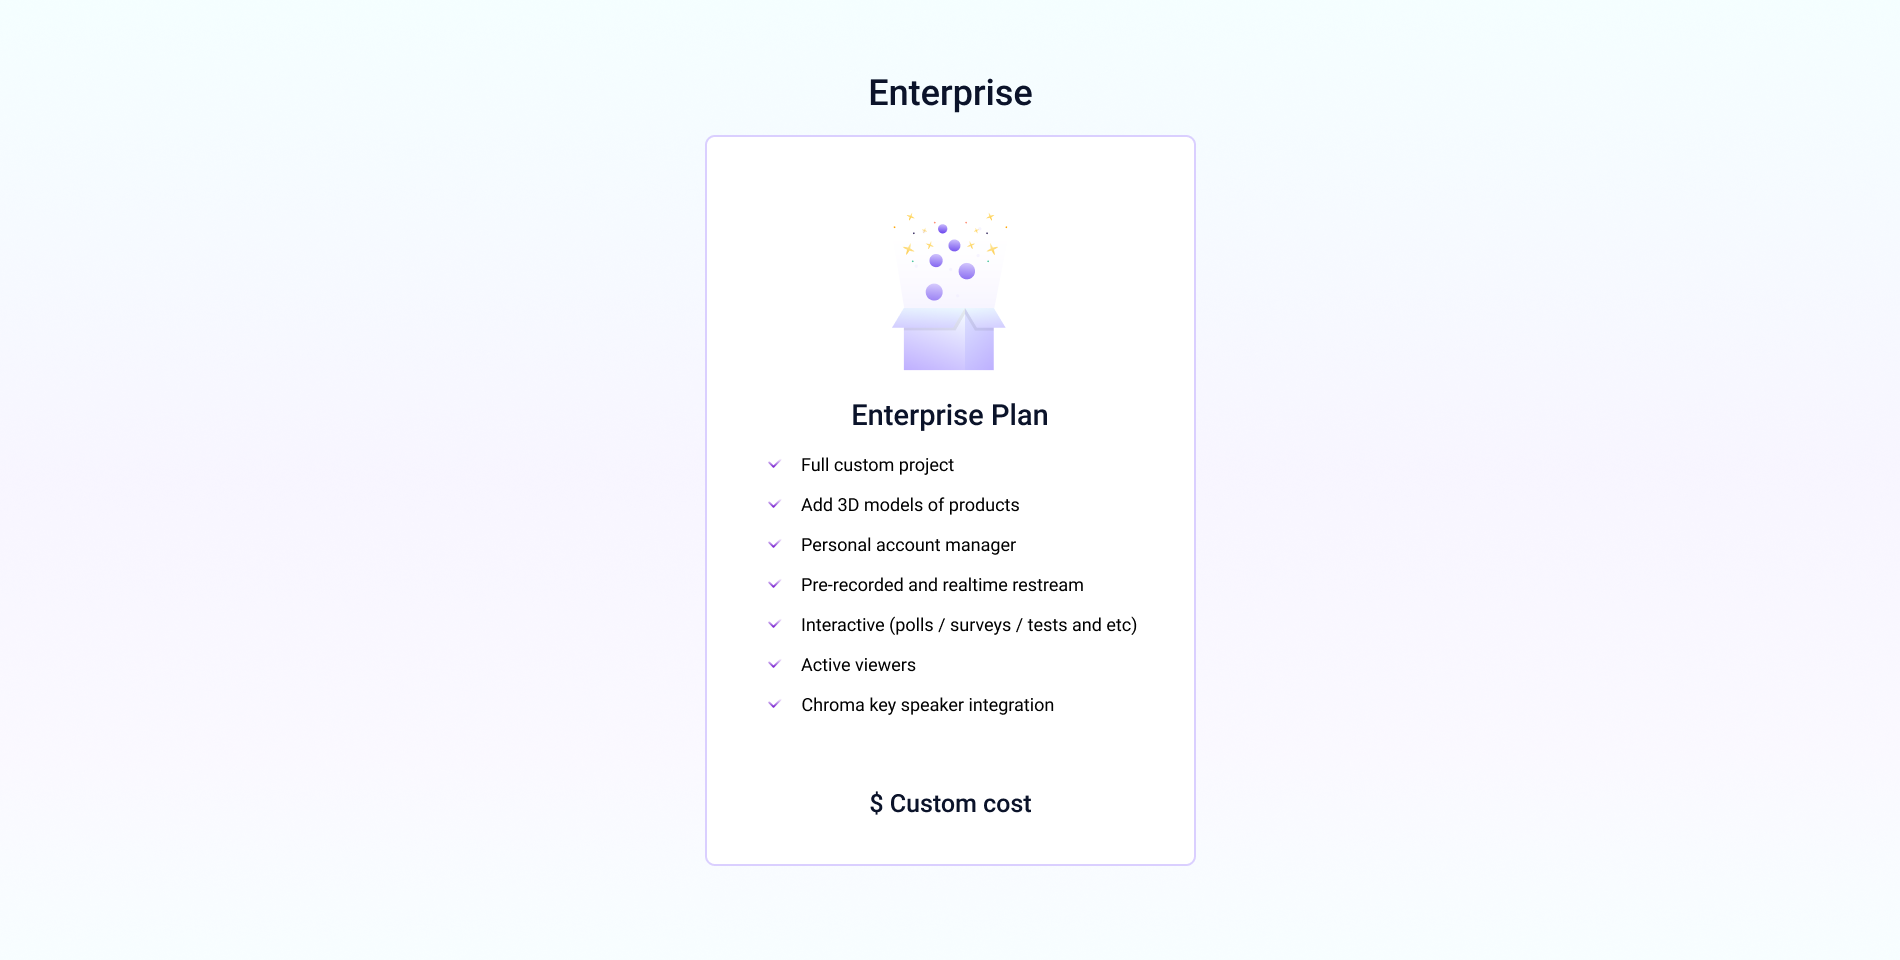 Enterprise
Enterprise Plan
Full custom project
Add 3D models of products
Personal account manager
Pre-recorded and realtime restream
Interactive (polls / surveys / tests and etc)
Active viewers
Chroma key speaker integration
$ Custom cost